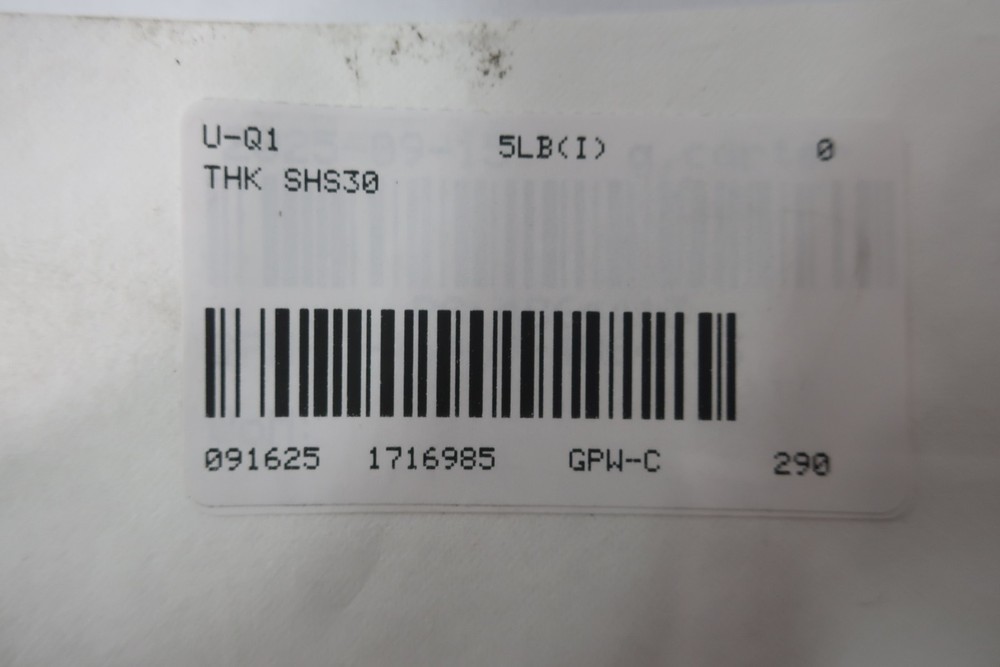 U-Q1 5LB(I) 0
THK SHS30
091625 1716985 GPW-C 290